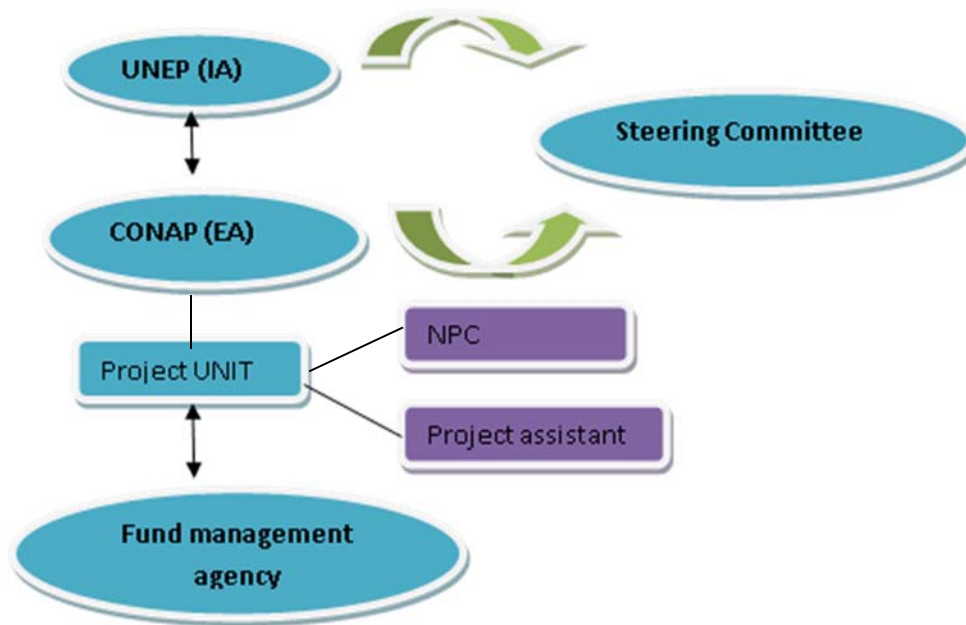 UNEP (IA)
Steering Committee
CONAP (EA)
NPC
Project UNIT
Project assistant
Fund management
agency